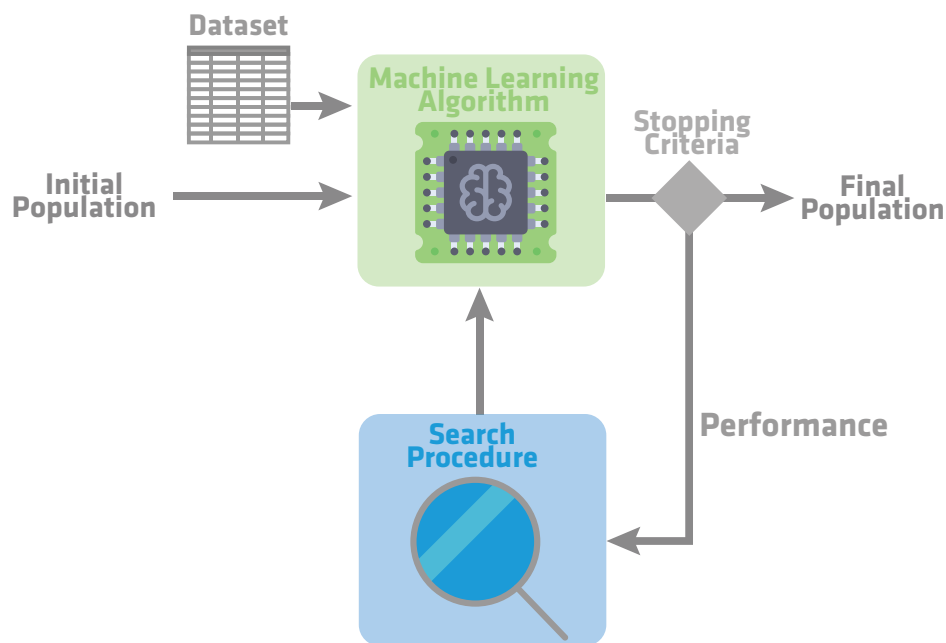 Dataset
Machine Learning
Algorithm
Stopping
Criteria
Initial
Population
Final
Population
Performance
Search
Procedure